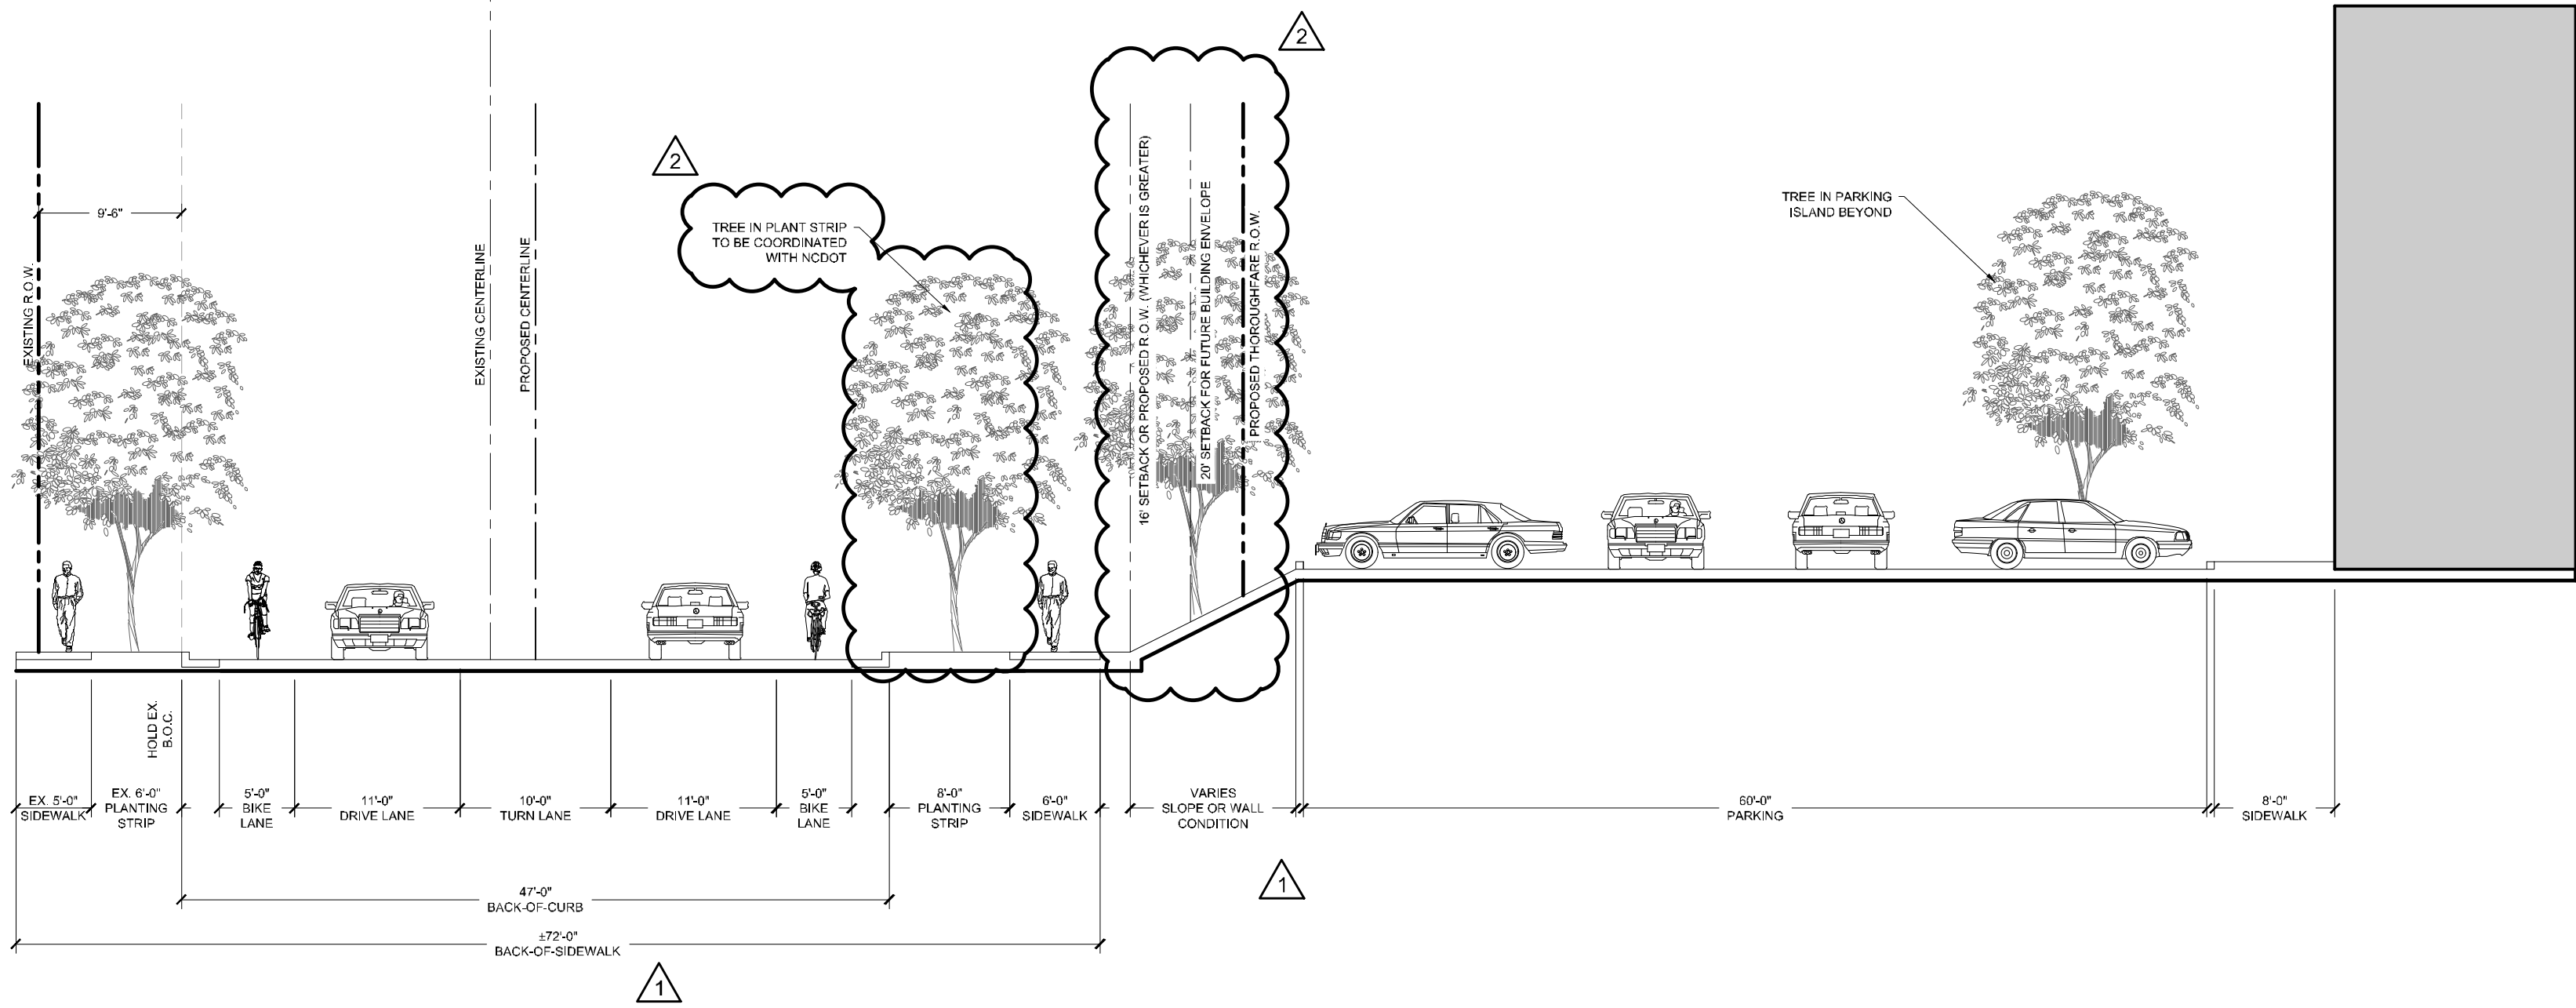 2
2
9'-6"
TREE IN PLANT STRIP
TO BE COORDINATED
WITH NCDOT
TREE IN PARKING
ISLAND BEYOND
EXISTING R.O.W.
EXISTING CENTERLINE
PROPOSED CENTERLINE
16' SETBACK OR PROPOSED R.O.W. (WHICHEVER IS GREATER)
20' SETBACK FOR FUTURE BUILDING ENVELOPE
PROPOSED THOROUGHFARE R.O.W.
HOLD EX.
B.O.C.
EX. 5'-0"
SIDEWALK
EX. 6'-0"
PLANTING
STRIP
5'-0"
BIKE
LANE
11'-0"
DRIVE LANE
10'-0"
TURN LANE
11'-0"
DRIVE LANE
5'-0"
BIKE
LANE
8'-0"
PLANTING
STRIP
6'-0"
SIDEWALK
VARIES
SLOPE OR WALL
CONDITION
60'-0"
PARKING
8'-0"
SIDEWALK
47'-0"
BACK-OF-CURB
1
±72'-0"
BACK-OF-SIDEWALK
1